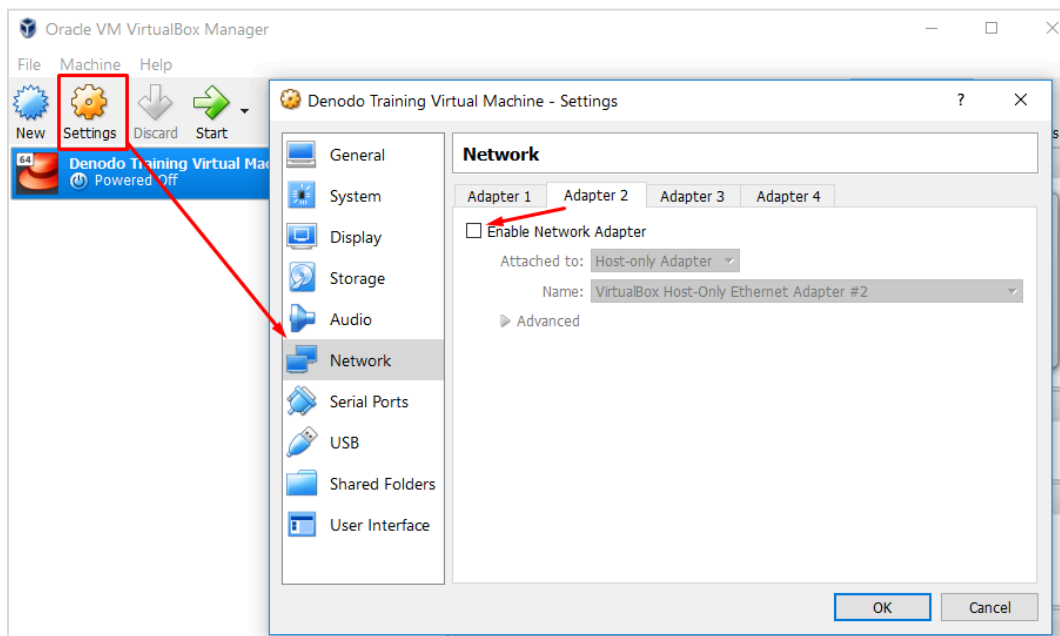 Oracle VM VirtualBox Manager
File Machine Help
New Settings Discard Start
64
Denodo Training Virtual Mac
Powered Off
Denodo Training Virtual Machine - Settings
?
General
System
Display
Storage
Audio
Network
Serial Ports
USB
Shared Folders
User Interface
Network
Adapter 1 Adapter 2 Adapter 3 Adapter 4
Enable Network Adapter
Attached to: Host-only Adapter
Name: VirtualBox Host-Only Ethernet Adapter #2
Advanced
OK Cancel